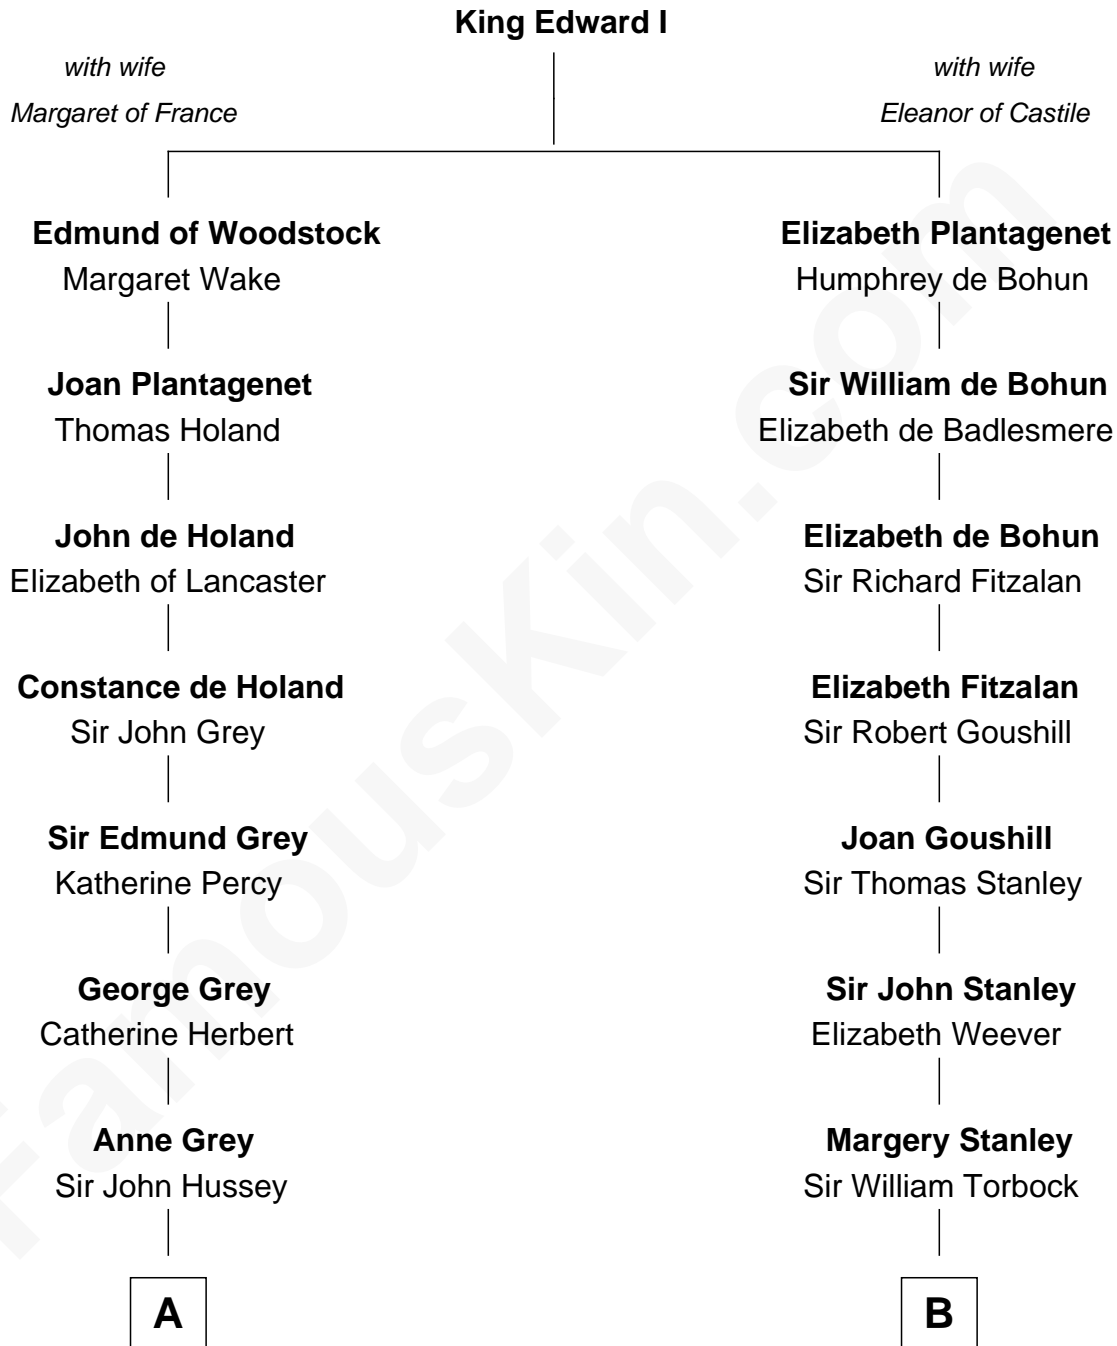 King Edward I
with wife
Margaret of France
with wife
Eleanor of Castile
Edmund of Woodstock
Margaret Wake
Elizabeth Plantagenet
Humphrey de Bohun
Joan Plantagenet
Thomas Holand
Sir William de Bohun
Elizabeth de Badlesmere
John de Holand
Elizabeth of Lancaster
Elizabeth de Bohun
Sir Richard Fitzalan
Constance de Holand
Sir John Grey
Elizabeth Fitzalan
Sir Robert Goushill
Sir Edmund Grey
Katherine Percy
Joan Goushill
Sir Thomas Stanley
George Grey
Catherine Herbert
Sir John Stanley
Elizabeth Weever
Anne Grey
Sir John Hussey
Margery Stanley
Sir William Torbock
A
B
FamousKin.com